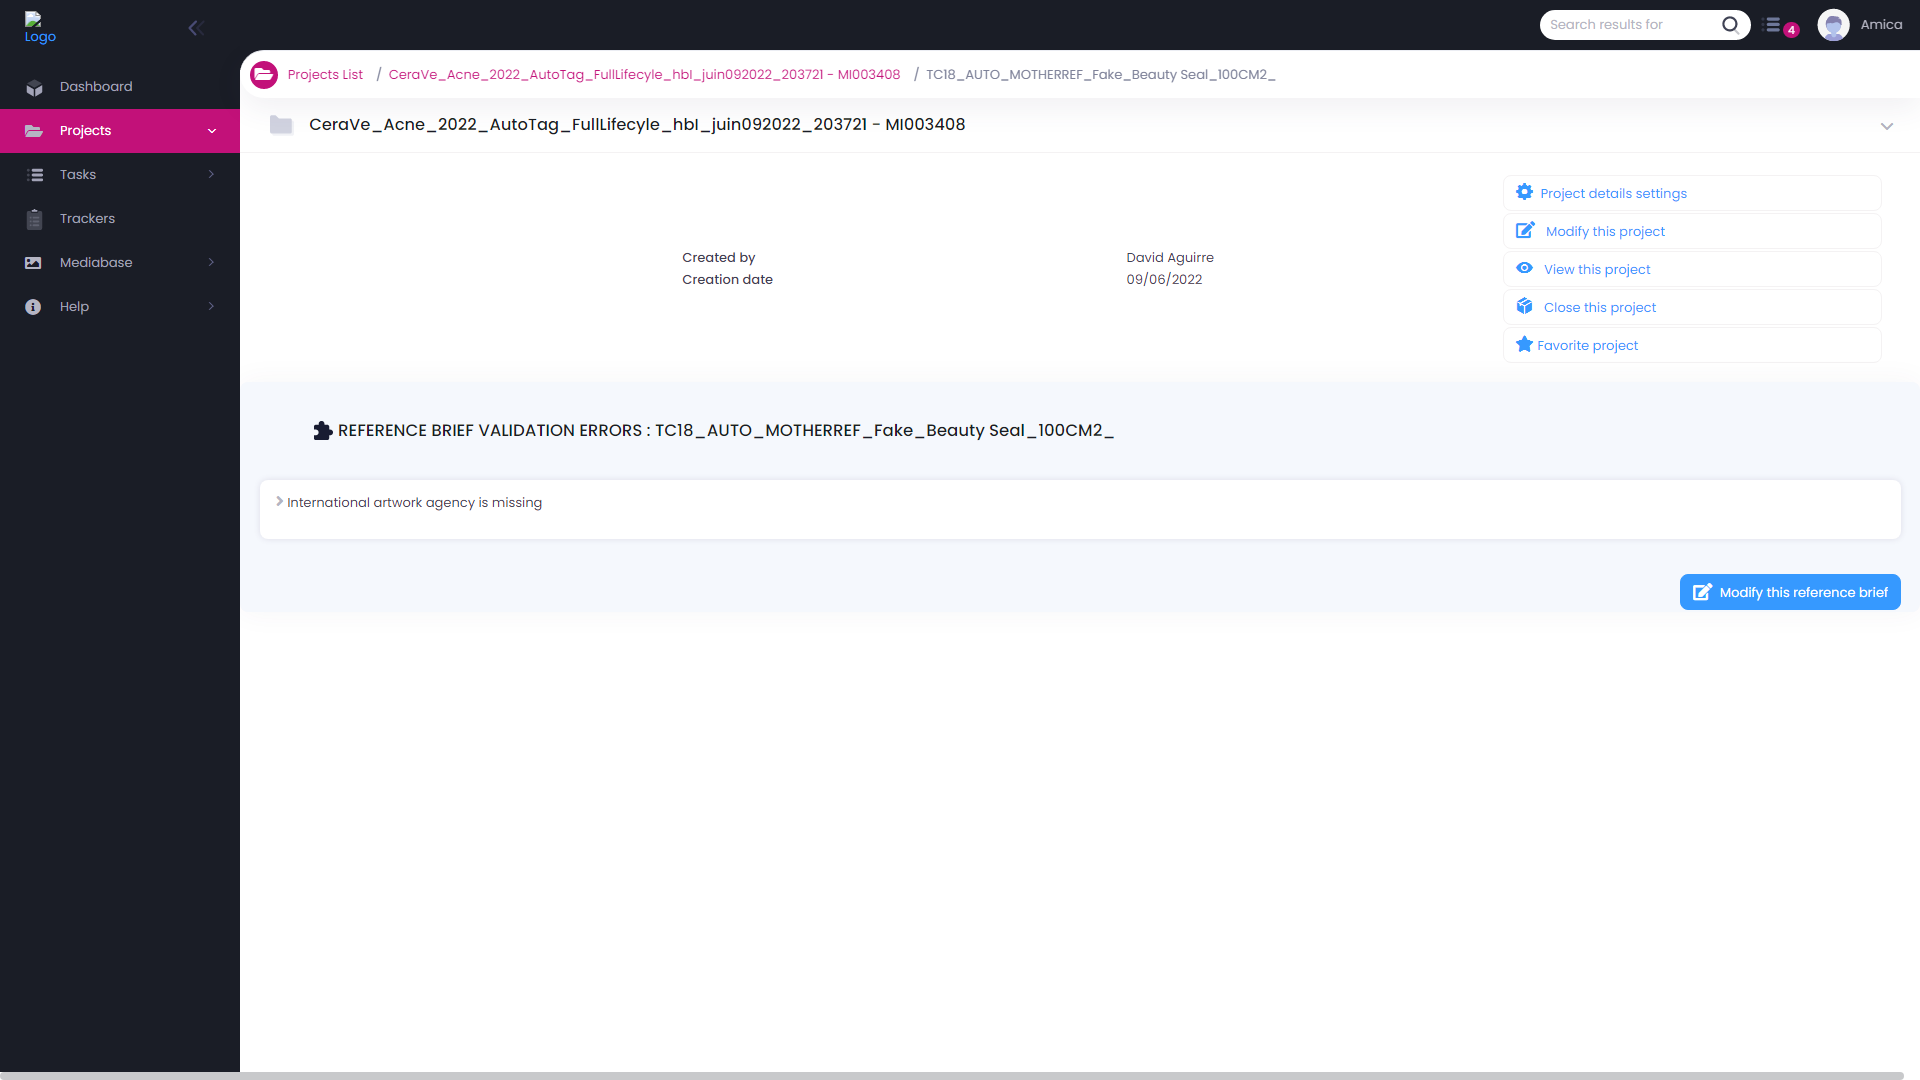 Logo
Search results for
4
Amica
Dashboard
Projects
Tasks
Trackers
Mediabase
Help
Projects List / CeraVe_Acne_2022_AutoTag_FullLifecyle_hbI_juin092022_203721 - MI003408 / TC18_AUTO_MOTHERREF_Fake_Beauty Seal_100CM2_
CeraVe_Acne_2022_AutoTag_FullLifecyle_hbI_juin092022_203721 - MI003408
Created by David Aguirre
Creation date 09/06/2022
Project details settings
Modify this project
View this project
Close this project
Favorite project
REFERENCE BRIEF VALIDATION ERRORS : TC18_AUTO_MOTHERREF_Fake_Beauty Seal_100CM2_
International artwork agency is missing
Modify this reference brief